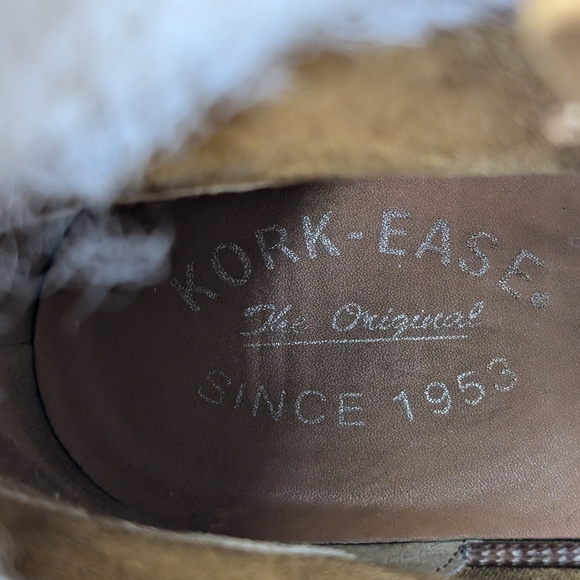 KORK-EASE®
The Original
SINCE 1953